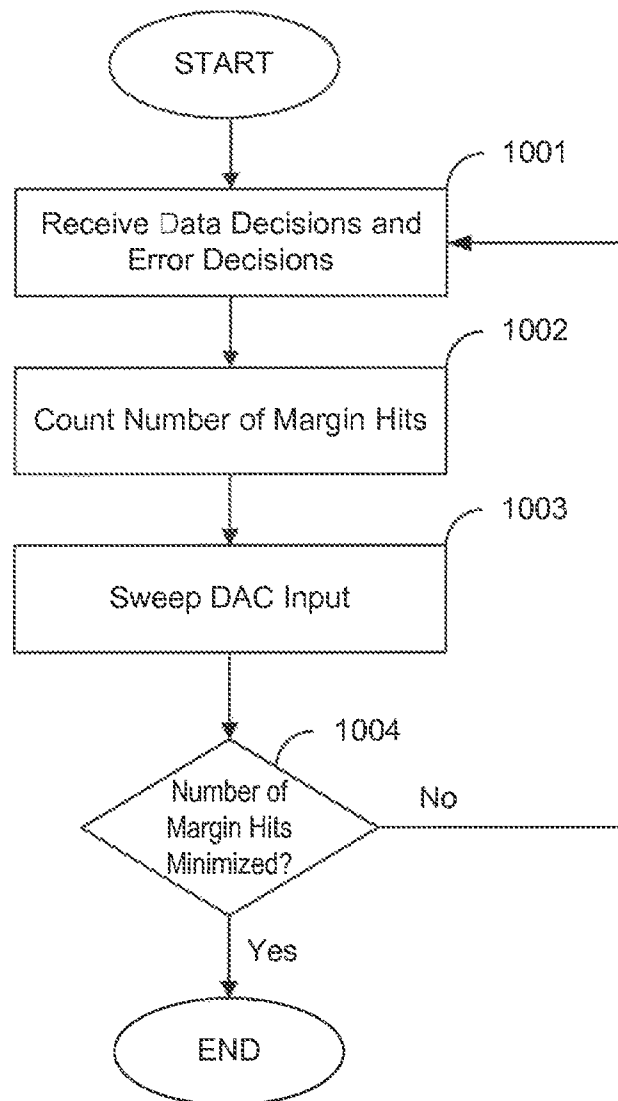 START
1001
Receive Data Decisions and
Error Decisions
1002
Count Number of Margin Hits
1003
Sweep DAC Input
1004
Number of
Margin Hits
Minimized?
No
Yes
END